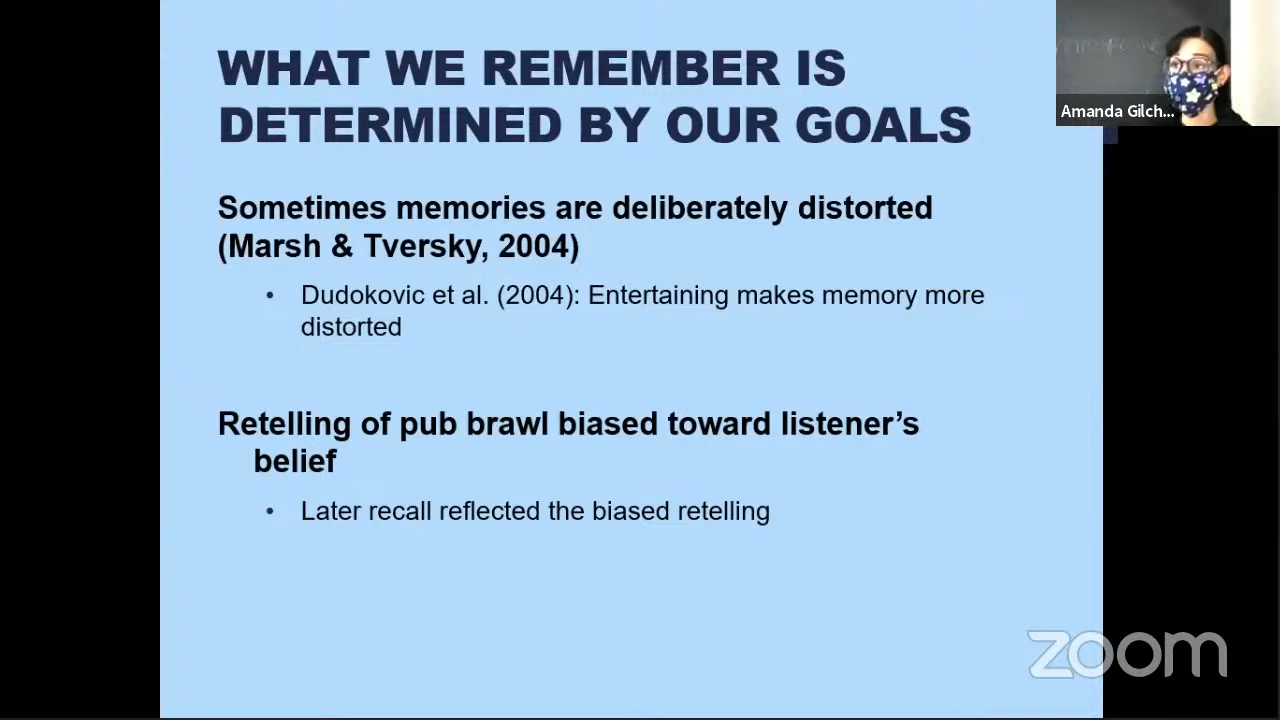 WHAT WE REMEMBER IS
DETERMINED BY OUR GOALS
Sometimes memories are deliberately distorted
(Marsh & Tversky, 2004)
• Dudokovic et al. (2004): Entertaining makes memory more
distorted
Retelling of pub brawl biased toward listener’s
belief
• Later recall reflected the biased retelling
Amanda Gilch...
zoom